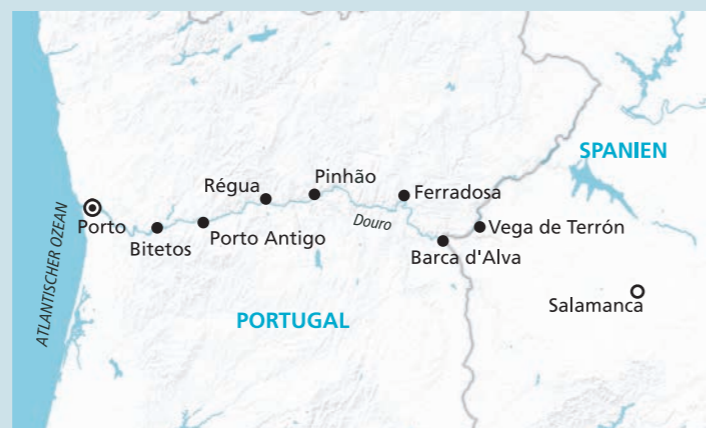 SPANIEN
Pinhão
Régua
Ferradosa
ATLANTISCHER OZEAN
Porto
Douro
Vega de Terrón
Bitetos
Porto Antigo
Barca d'Alva
Salamanca
PORTUGAL